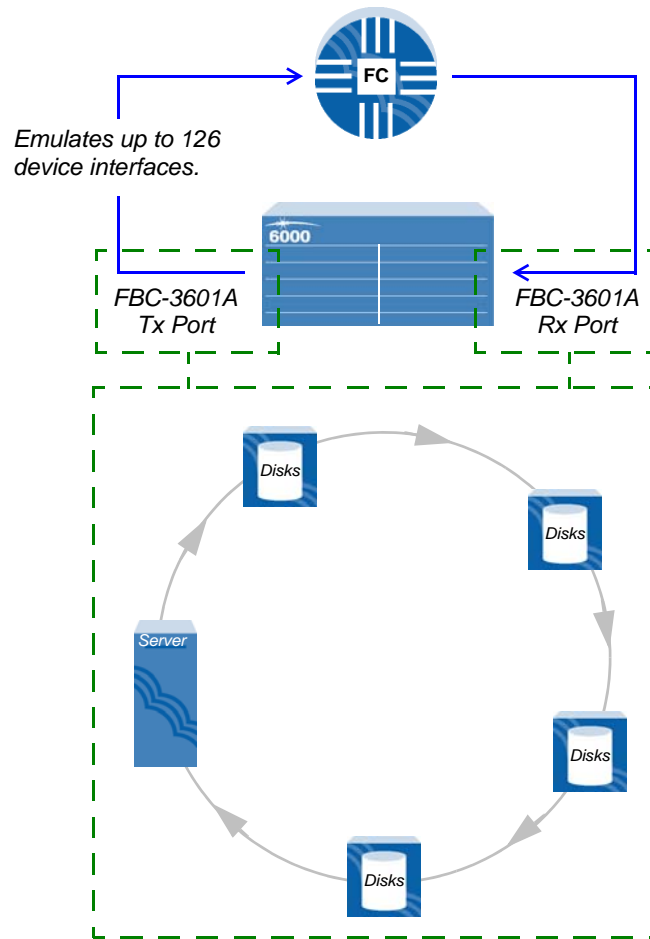 FC
Emulates up to 126
device interfaces.
6000
FBC-3601A
Tx Port
FBC-3601A
Rx Port
Disks
Disks
Server
Disks
Disks